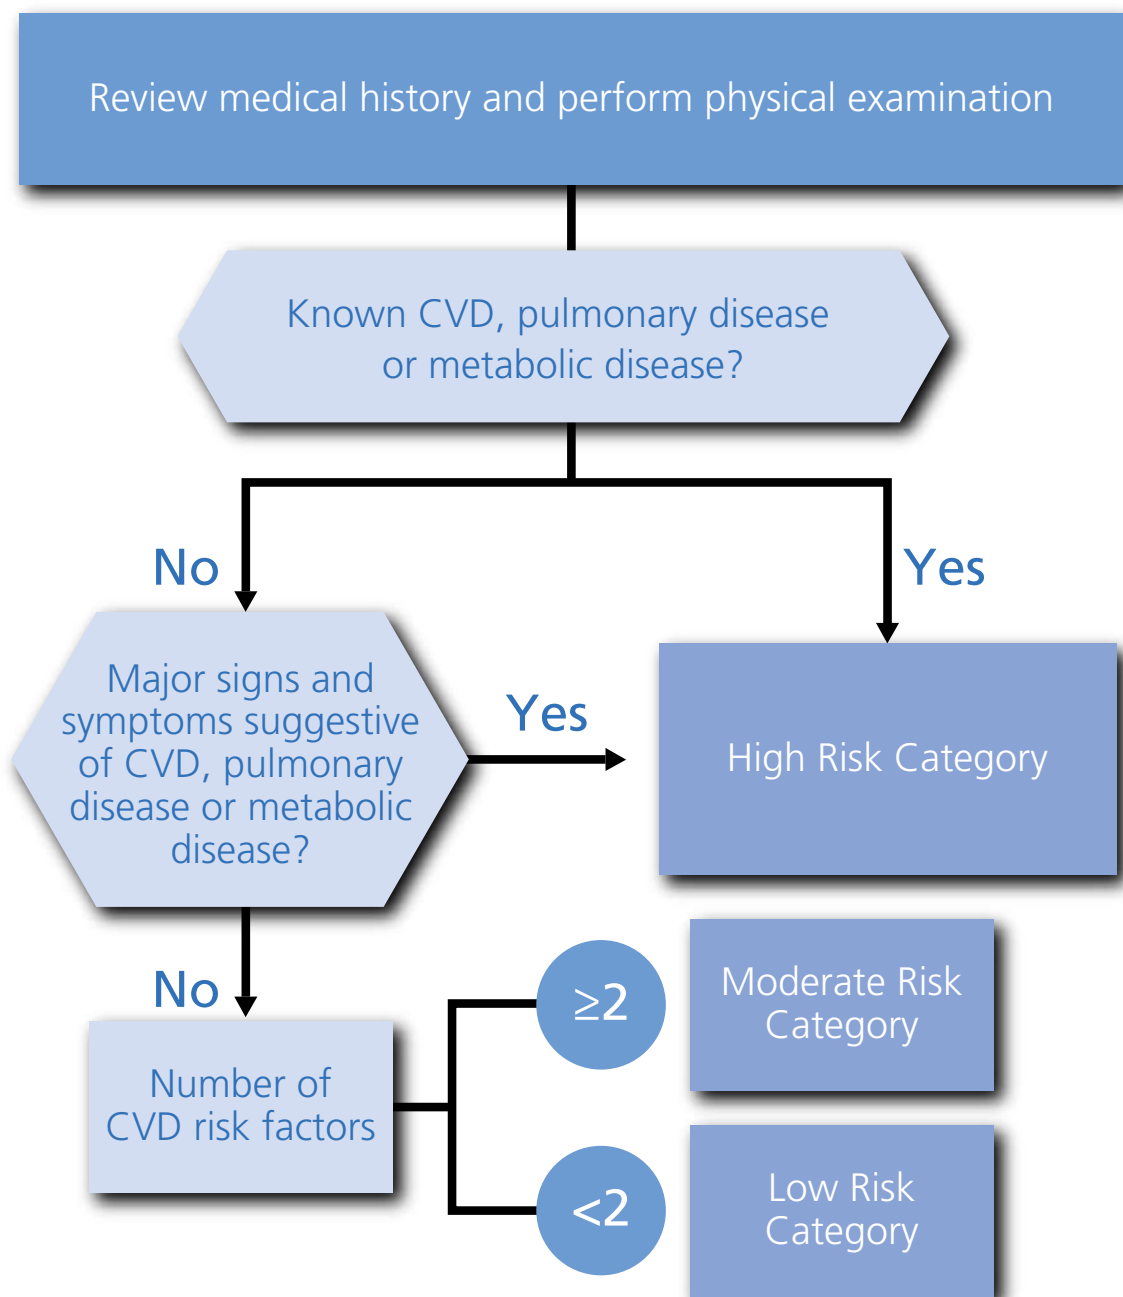 Review medical history and perform physical examination
Known CVD, pulmonary disease
or metabolic disease?
No
Yes
Major signs and
symptoms suggestive
of CVD, pulmonary
disease or metabolic
disease?
Yes
High Risk Category
No
Number of
CVD risk factors
≥2
Moderate Risk
Category
<2
Low Risk
Category